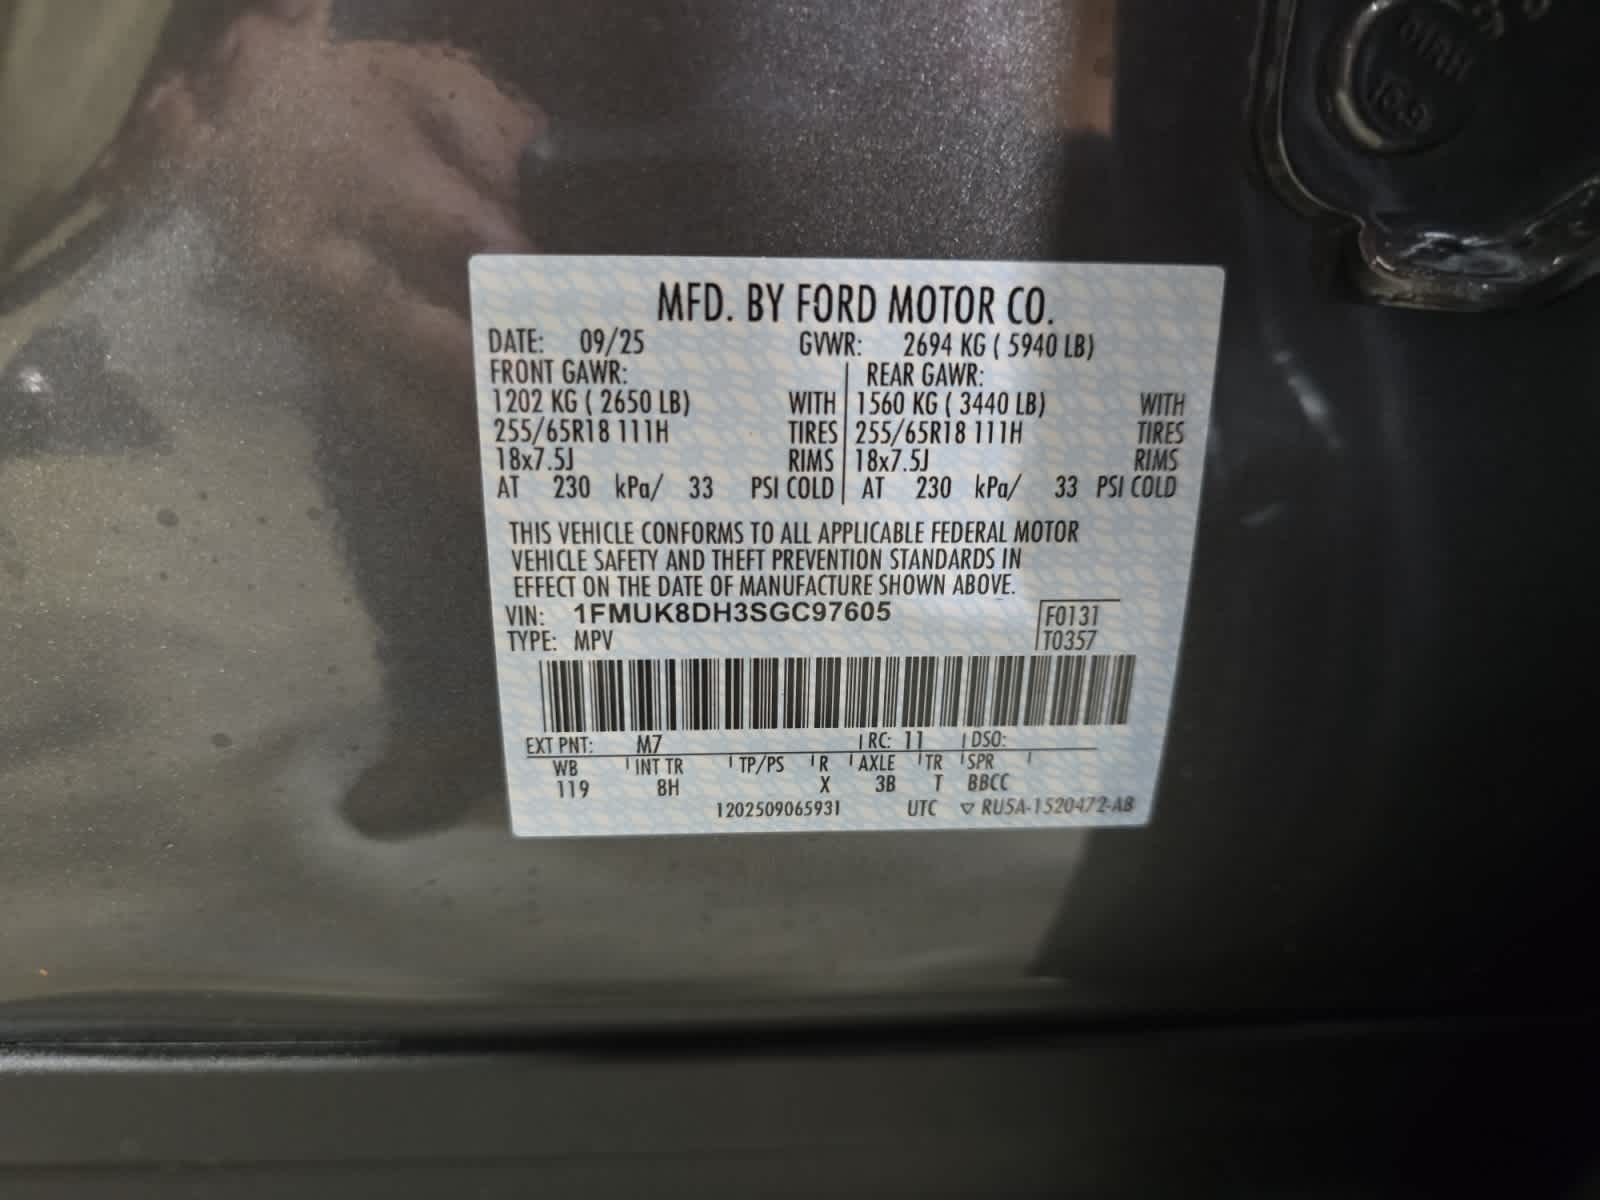 MFD. BY FORD MOTOR CO.
DATE: 09/25 GVWR: 2694 KG ( 5940 LB)
FRONT GAWR: REAR GAWR:
1202 KG ( 2650 LB) WITH 1560 KG ( 3440 LB) WITH
255/65R18 111H TIRES 255/65R18 111H TIRES
18x7.5J RIMS 18x7.5J RIMS
AT 230 kPa/ 33 PSI COLD AT 230 kPa/ 33 PSI COLD
THIS VEHICLE CONFORMS TO ALL APPLICABLE FEDERAL MOTOR
VEHICLE SAFETY AND THEFT PREVENTION STANDARDS IN
EFFECT ON THE DATE OF MANUFACTURE SHOWN ABOVE.
VIN: 1FMUK8DH3SGC97605 F0131
TYPE: MPV T0357
EXT PNT: M7 RC: 11 DSO:
WB INT TR TP/PS R AXLE TR SPR
119 8H X 3B T BBCC
1202509065931 UTC ▽ RU5A-1520472-AB